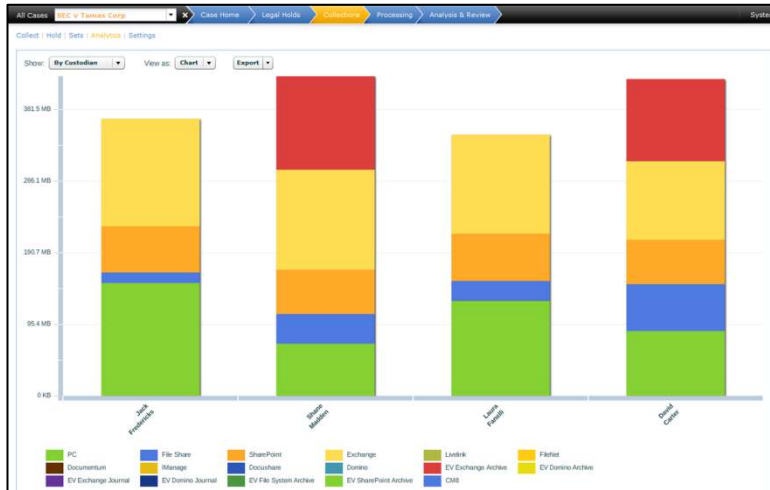 All Cases SEC v Tamas Corp Case Home Legal Holds Collections Processing Analysis & Review Syste
Collect | Hold | Sets | Analytics | Settings
Show: By Custodian View as: Chart Export
381.5 MB
286.1 MB
190.7 MB
95.4 MB
0 KB
Jack Fredericks
Shane Madden
Laura Fanelli
David Carter
PC File Share SharePoint Exchange Livelink FileNet
Documentum iManage Docushare Domino EV Exchange Archive EV Domino Archive
EV Exchange Journal EV Domino Journal EV File System Archive EV SharePoint Archive CM8